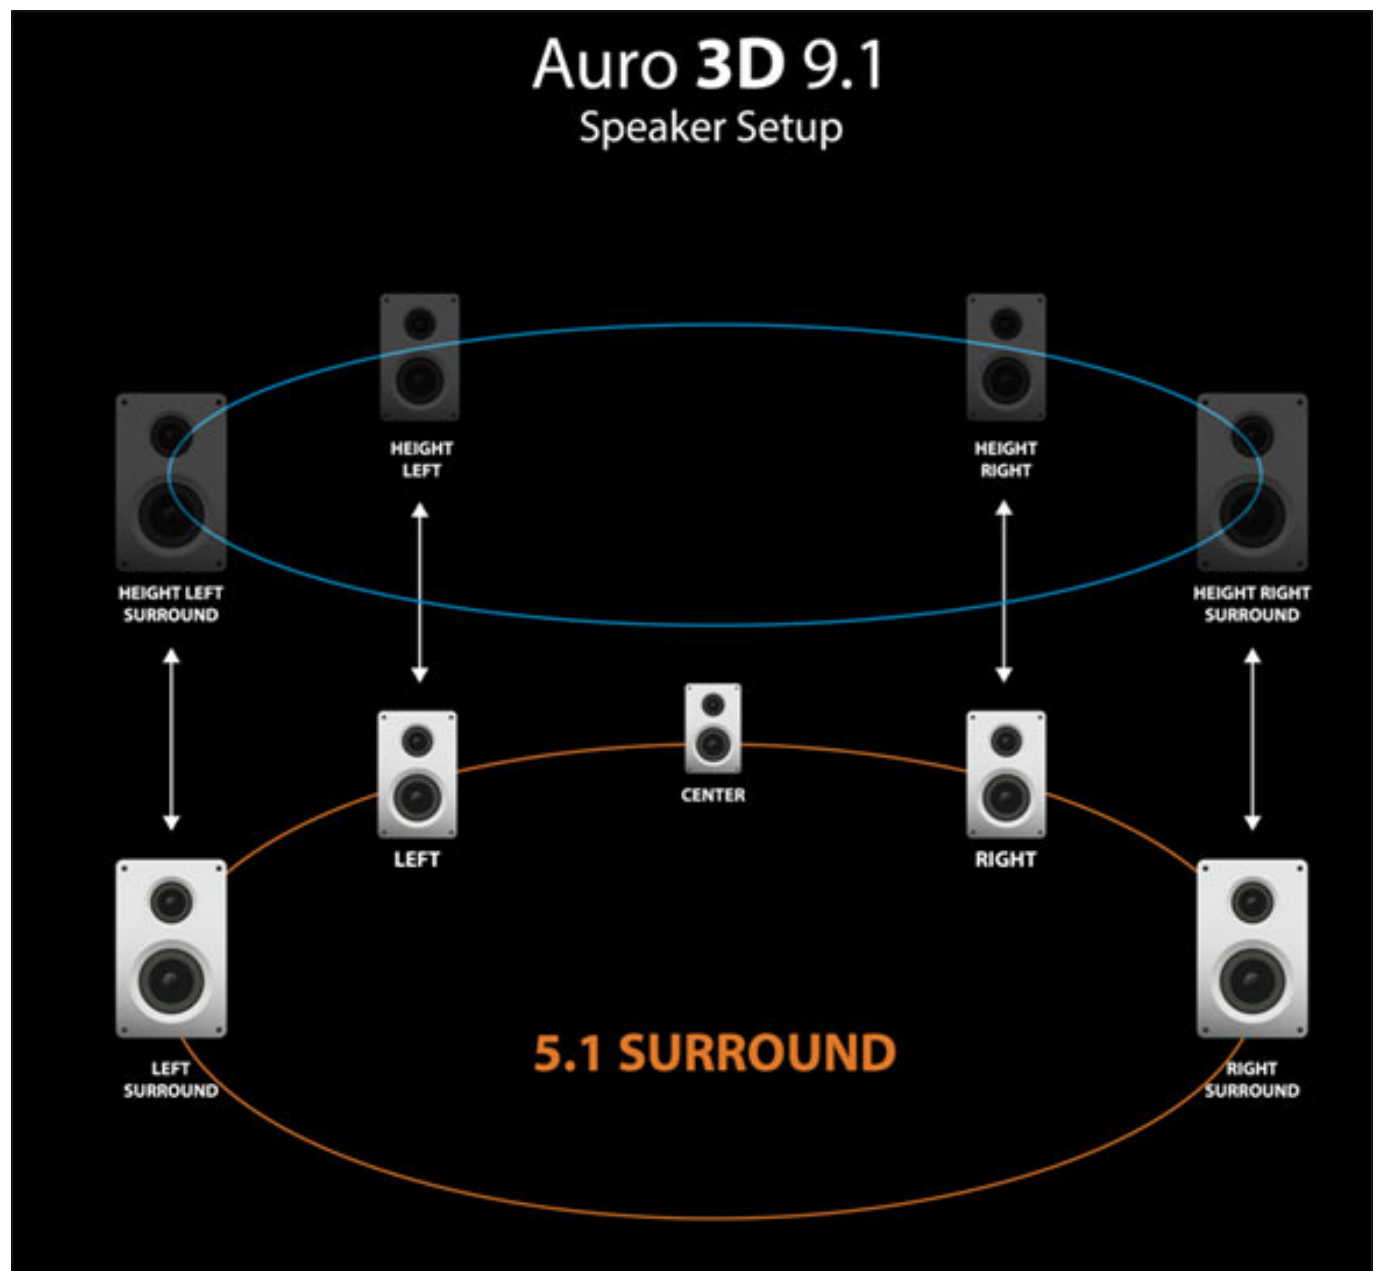 Auro 3D 9.1
Speaker Setup
HEIGHT
LEFT
HEIGHT
RIGHT
HEIGHT LEFT
SURROUND
HEIGHT RIGHT
SURROUND
CENTER
LEFT
RIGHT
5.1 SURROUND
LEFT
SURROUND
RIGHT
SURROUND